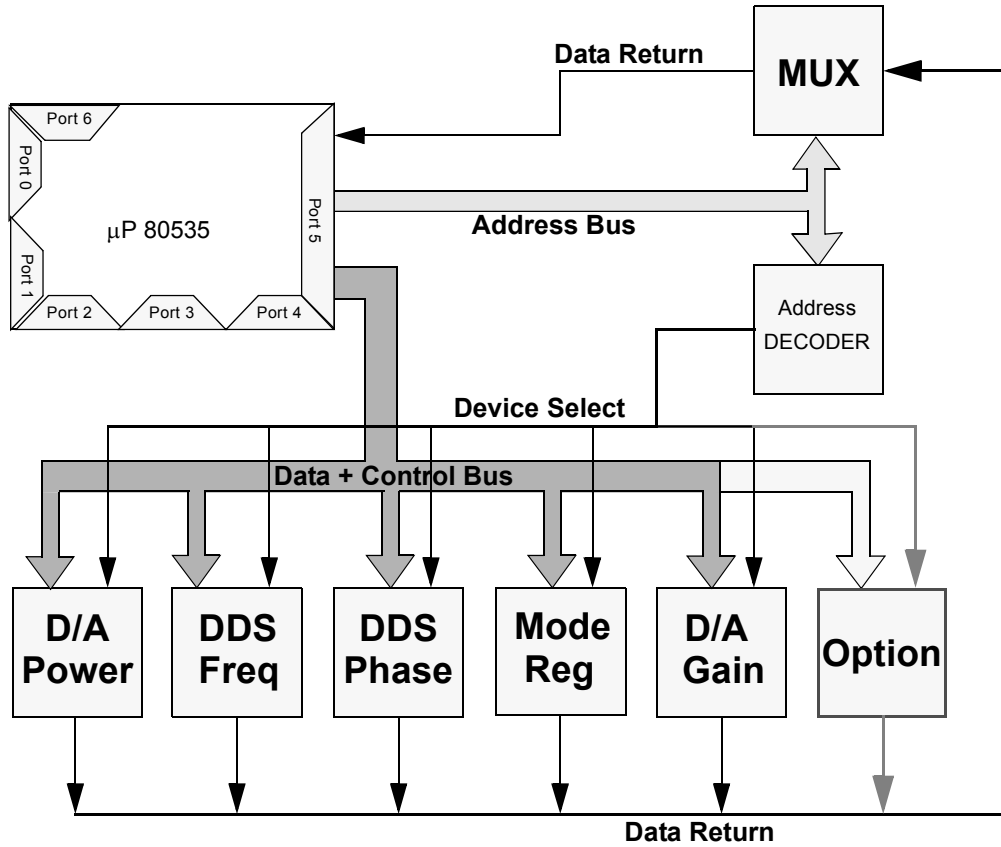 Data Return
MUX
Port 6
Port 0
Port 5
µP 80535
Address Bus
Port 1
Port 2
Port 3
Port 4
Address
DECODER
Device Select
Data + Control Bus
D/A
Power
DDS
Freq
DDS
Phase
Mode
Reg
D/A
Gain
Option
Data Return